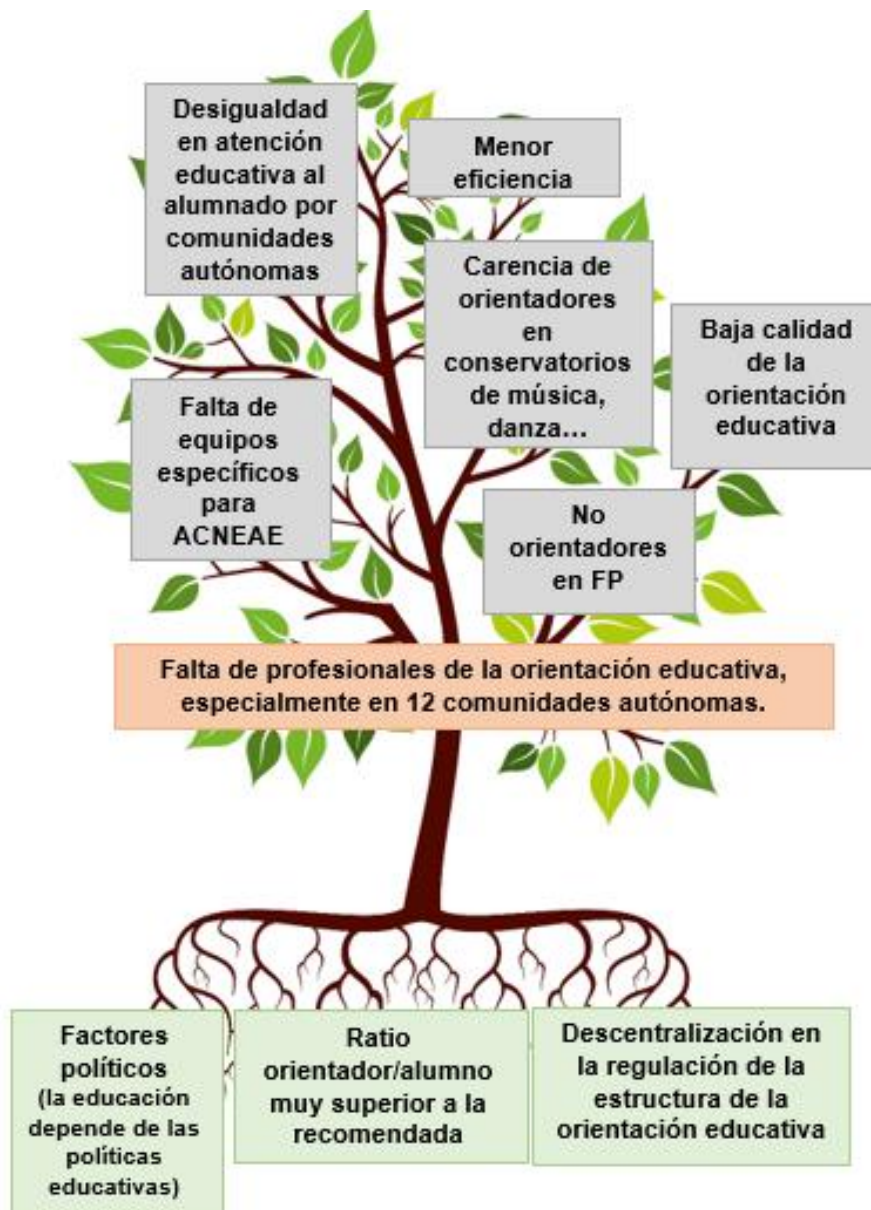 Desigualdad
en atención
educativa al
alumnado por
comunidades
autónomas
Menor
eficiencia
Carencia de
orientadores
en
conservatorios
de música,
danza...
Baja calidad
de la
orientación
educativa
Falta de
equipos
específicos
para
ACNEAE
No
orientadores
en FP
Falta de profesionales de la orientación educativa,
especialmente en 12 comunidades autónomas.
Factores
políticos
(la educación
depende de las
políticas
educativas)
Ratio
orientador/alumno
muy superior a la
recomendada
Descentralización en
la regulación de la
estructura de la
orientación educativa